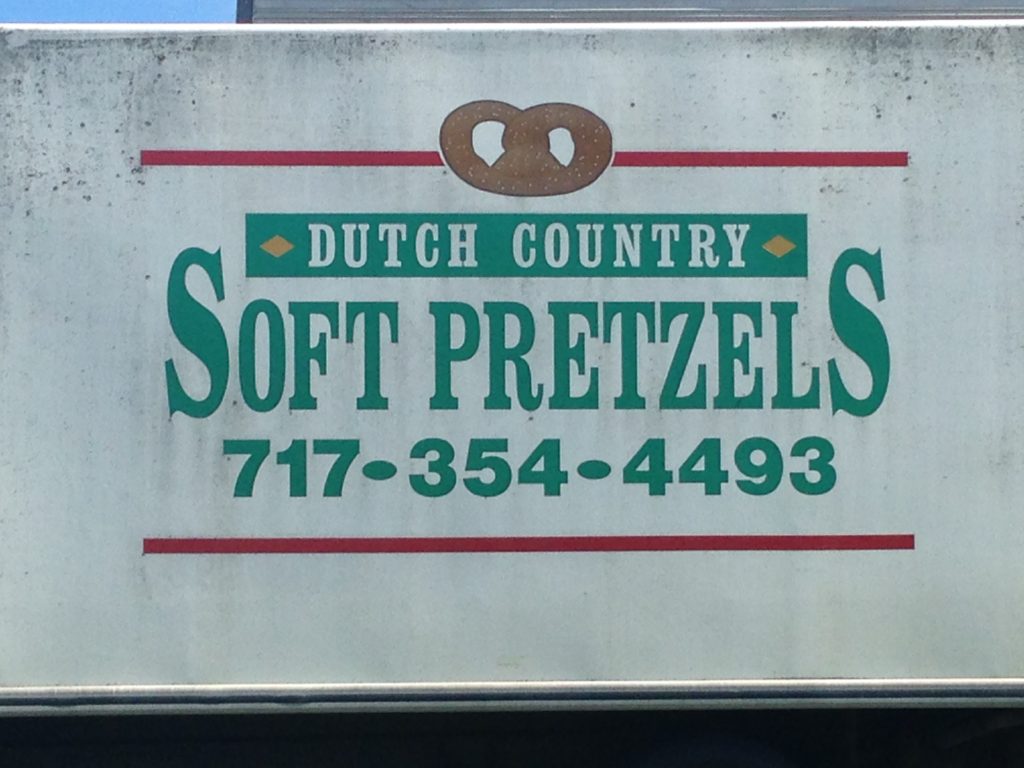 DUTCH COUNTRY
SOFT PRETZELS
717-354-4493